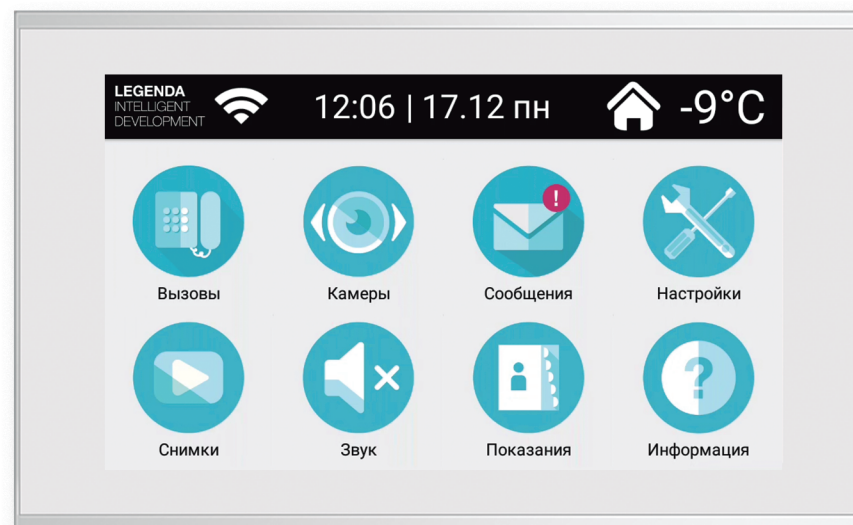 LEGENDA
INTELLIGENT
DEVELOPMENT
12:06 | 17.12 пн
-9°C
!
Вызовы
Камеры
Сообщения
Настройки
?
Снимки
Звук
Показания
Информация